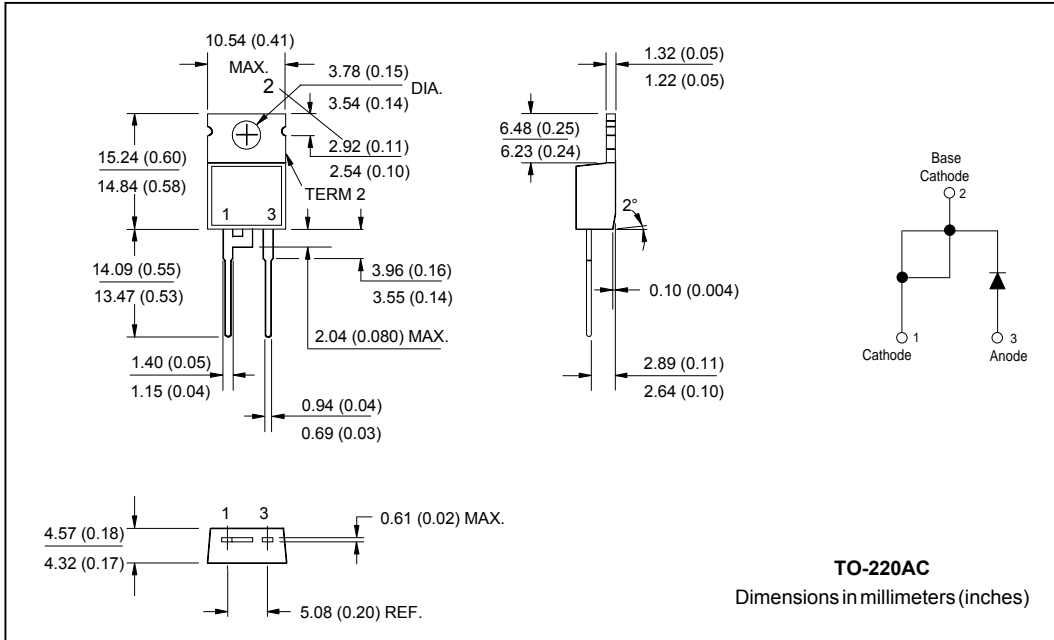 10.54 (0.41)
MAX.
3.78 (0.15)
DIA.
3.54 (0.14)
2
2.92 (0.11)
2.54 (0.10)
TERM 2
15.24 (0.60)
14.84 (0.58)
1 3
14.09 (0.55)
13.47 (0.53)
3.96 (0.16)
3.55 (0.14)
2.04 (0.080) MAX.
1.40 (0.05)
1.15 (0.04)
0.94 (0.04)
0.69 (0.03)
1.32 (0.05)
1.22 (0.05)
6.48 (0.25)
6.23 (0.24)
2°
0.10 (0.004)
2.89 (0.11)
2.64 (0.10)
Base
Cathode
2
1
Cathode
3
Anode
1 3
0.61 (0.02) MAX.
4.57 (0.18)
4.32 (0.17)
5.08 (0.20) REF.
TO-220AC
Dimensions in millimeters (inches)